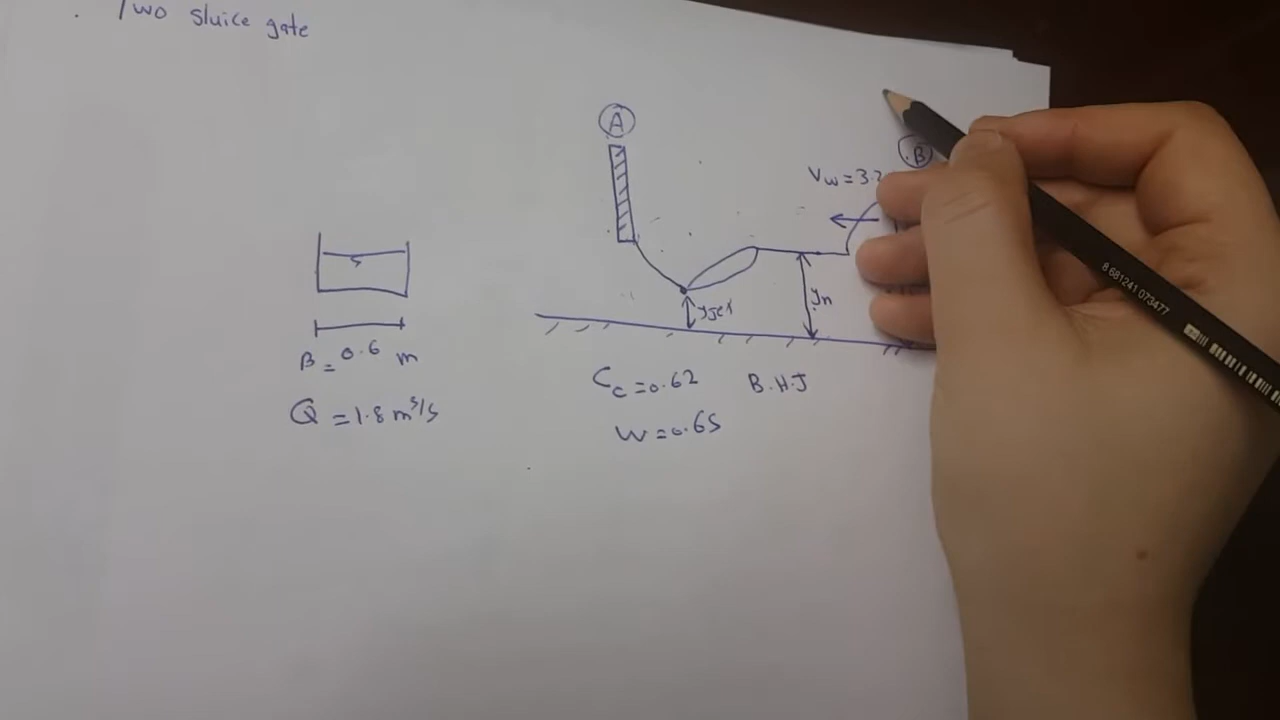 Two sluice gate
A
B
Vw = 3.2
yJet
yn
B = 0.6 m
Cc = 0.62 B.H.J
Q = 1.8 m³/s
W = 0.65
8 681241 073477